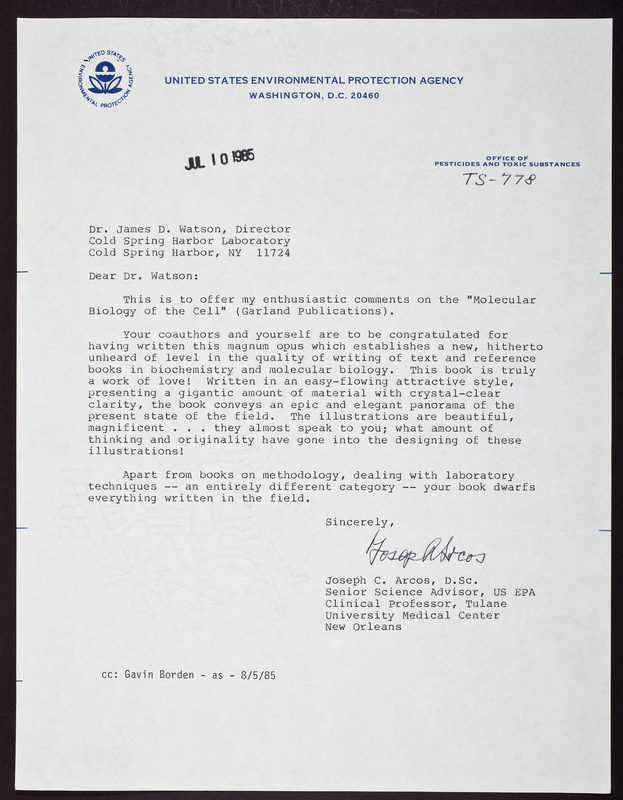 UNITED STATES
ENVIRONMENTAL PROTECTION AGENCY
UNITED STATES ENVIRONMENTAL PROTECTION AGENCY
WASHINGTON, D.C. 20460
JUL 10 1985
OFFICE OF
PESTICIDES AND TOXIC SUBSTANCES
TS-778
Dr. James D. Watson, Director
Cold Spring Harbor Laboratory
Cold Spring Harbor, NY 11724
Dear Dr. Watson:
This is to offer my enthusiastic comments on the "Molecular
Biology of the Cell" (Garland Publications).
Your coauthors and yourself are to be congratulated for
having written this magnum opus which establishes a new, hitherto
unheard of level in the quality of writing of text and reference
books in biochemistry and molecular biology. This book is truly
a work of love! Written in an easy-flowing attractive style,
presenting a gigantic amount of material with crystal-clear
clarity, the book conveys an epic and elegant panorama of the
present state of the field. The illustrations are beautiful,
magnificent . . . they almost speak to you; what amount of
thinking and originality have gone into the designing of these
illustrations!
Apart from books on methodology, dealing with laboratory
techniques -- an entirely different category -- your book dwarfs
everything written in the field.
Sincerely,
Joseph C. Arcos
Joseph C. Arcos, D.Sc.
Senior Science Advisor, US EPA
Clinical Professor, Tulane
University Medical Center
New Orleans
cc: Gavin Borden - as - 8/5/85